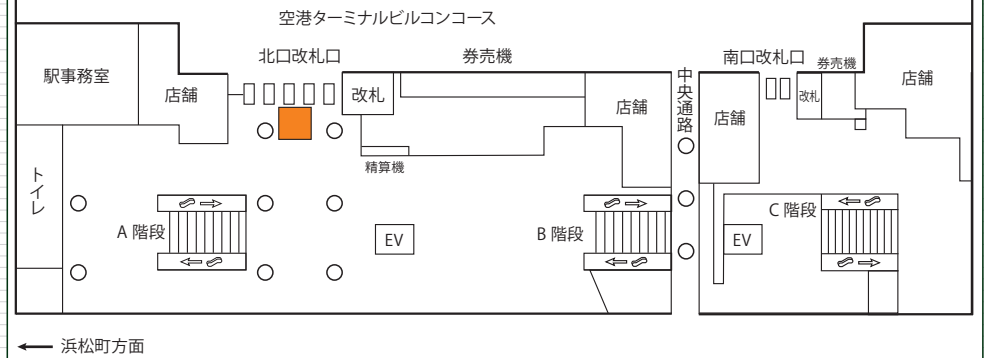 空港ターミナルビルコンコース
北口改札口
券売機
南口改札口
券売機
駅事務室
店舗
改札
店舗
中央通路
店舗
改札
店舗
精算機
トイレ
A 階段
EV
B 階段
EV
C 階段
浜松町方面